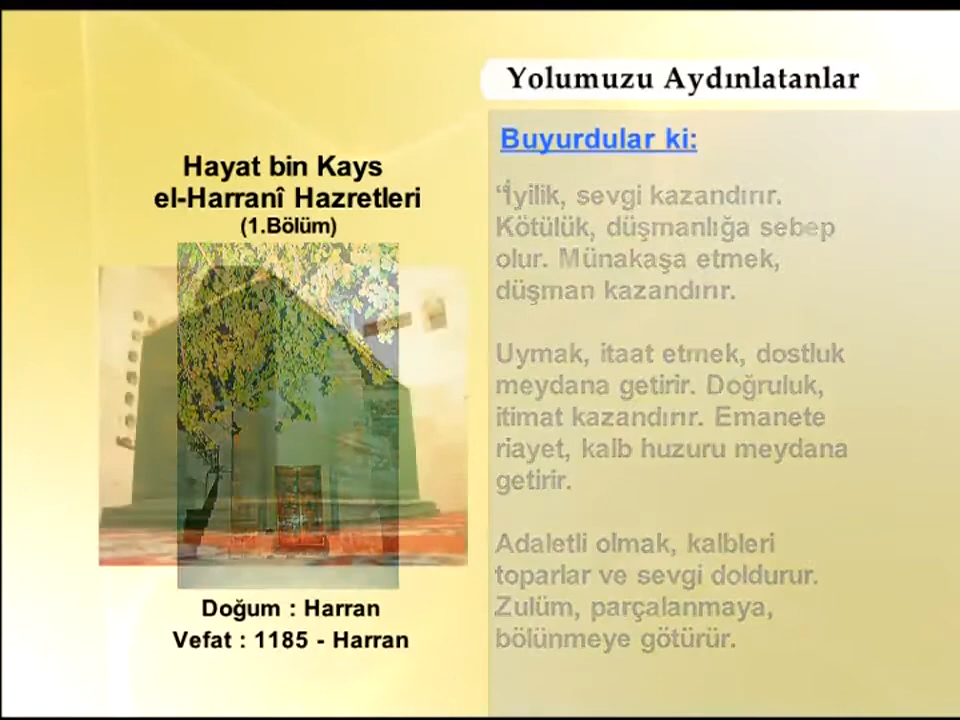 Yolumuzu Aydınlatanlar
Hayat bin Kays
el-Harranî Hazretleri
(1.Bölüm)
Doğum : Harran
Vefat : 1185 - Harran
Buyurdular ki:
“İyilik, sevgi kazandırır.
Kötülük, düşmanlığa sebep
olur. Münakaşa etmek,
düşman kazandırır.
Uymak, itaat etmek, dostluk
meydana getirir. Doğruluk,
itimat kazandırır. Emanete
riayet, kalb huzuru meydana
getirir.
Adaletli olmak, kalbleri
toparlar ve sevgi doldurur.
Zulüm, parçalanmaya,
bölünmeye götürür.